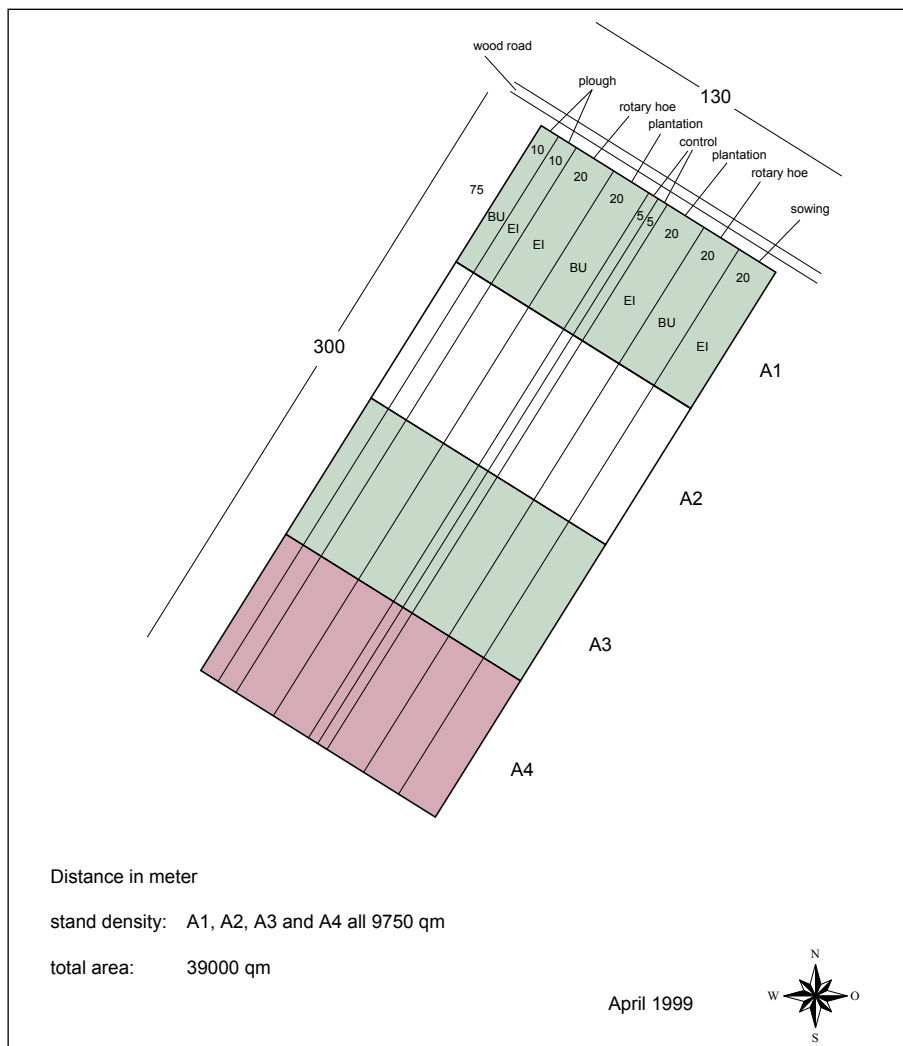 wood road
plough
130
rotary hoe
plantation
control
plantation
rotary hoe
sowing
10
10
20
20
5
5
20
20
20
75
BU
EI
EI
BU
EI
BU
EI
300
A1
A2
A3
A4
Distance in meter
stand density: A1, A2, A3 and A4 all 9750 qm
total area: 39000 qm
April 1999
N
W O
S